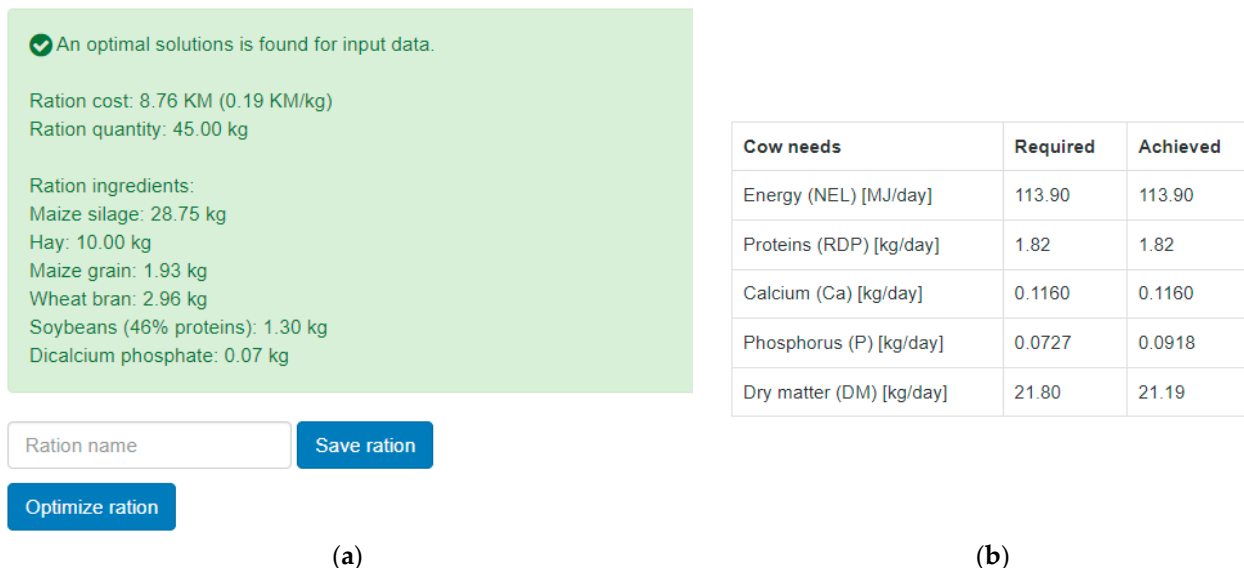 An optimal solutions is found for input data.
Ration cost: 8.76 KM (0.19 KM/kg)
Ration quantity: 45.00 kg
Ration ingredients:
Maize silage: 28.75 kg
Hay: 10.00 kg
Maize grain: 1.93 kg
Wheat bran: 2.96 kg
Soybeans (46% proteins): 1.30 kg
Dicalcium phosphate: 0.07 kg
Ration name Save ration
Optimize ration
(a)
Cow needs Required Achieved
Energy (NEL) [MJ/day] 113.90 113.90
Proteins (RDP) [kg/day] 1.82 1.82
Calcium (Ca) [kg/day] 0.1160 0.1160
Phosphorus (P) [kg/day] 0.0727 0.0918
Dry matter (DM) [kg/day] 21.80 21.19
(b)